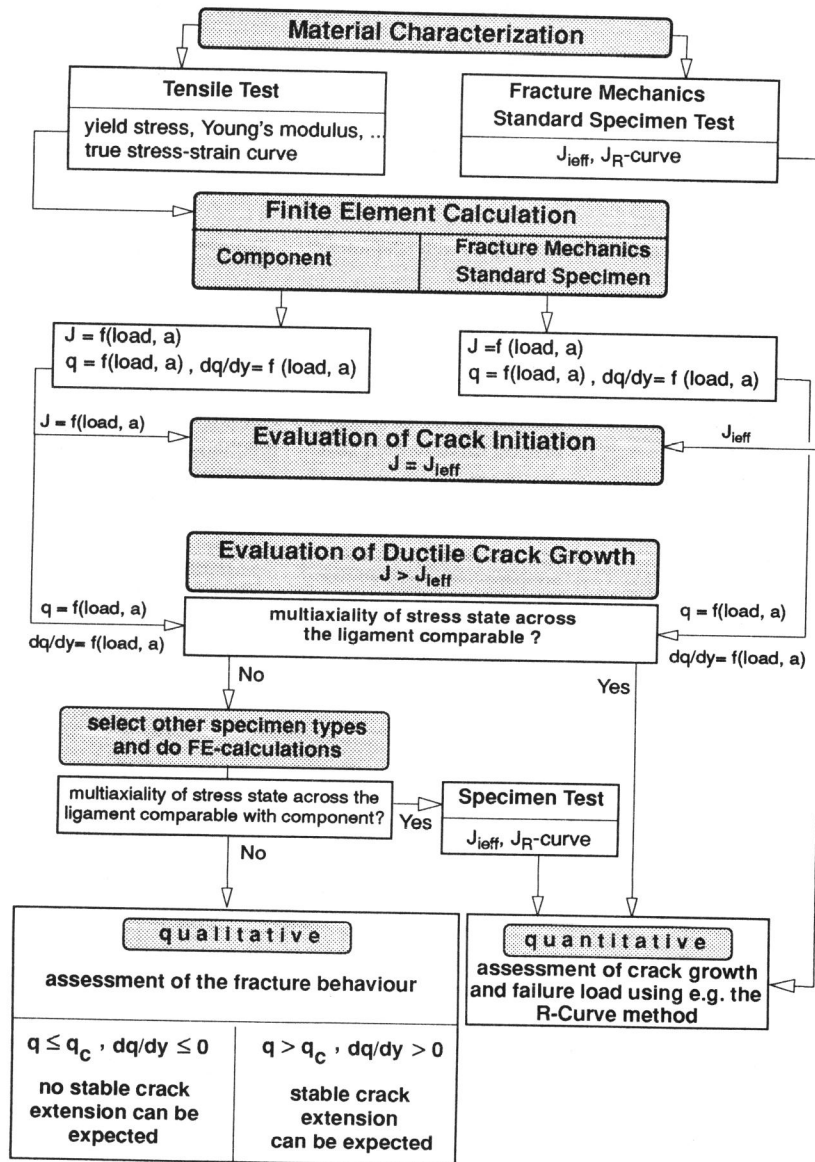 Material Characterization
Tensile Test
yield stress, Young's modulus, ...
true stress-strain curve
Fracture Mechanics
Standard Specimen Test
J_ieff, J_R-curve
Finite Element Calculation
Component
Fracture Mechanics
Standard Specimen
J = f(load, a)
q = f(load, a) , dq/dy= f (load, a)
J =f (load, a)
q = f(load, a) , dq/dy= f (load, a)
J = f(load, a)
Evaluation of Crack Initiation
J = J_ieff
J_ieff
Evaluation of Ductile Crack Growth
J > J_ieff
q = f(load, a)
dq/dy= f(load, a)
multiaxiality of stress state across
the ligament comparable ?
q = f(load, a)
dq/dy= f(load, a)
No
Yes
select other specimen types
and do FE-calculations
multiaxiality of stress state across the
ligament comparable with component?
Yes
Specimen Test
J_ieff, J_R-curve
No
qualitative
assessment of the fracture behaviour
q ≤ q_c , dq/dy ≤ 0
no stable crack
extension can be
expected
q > q_c , dq/dy > 0
stable crack
extension
can be expected
quantitative
assessment of crack growth
and failure load using e.g. the
R-Curve method